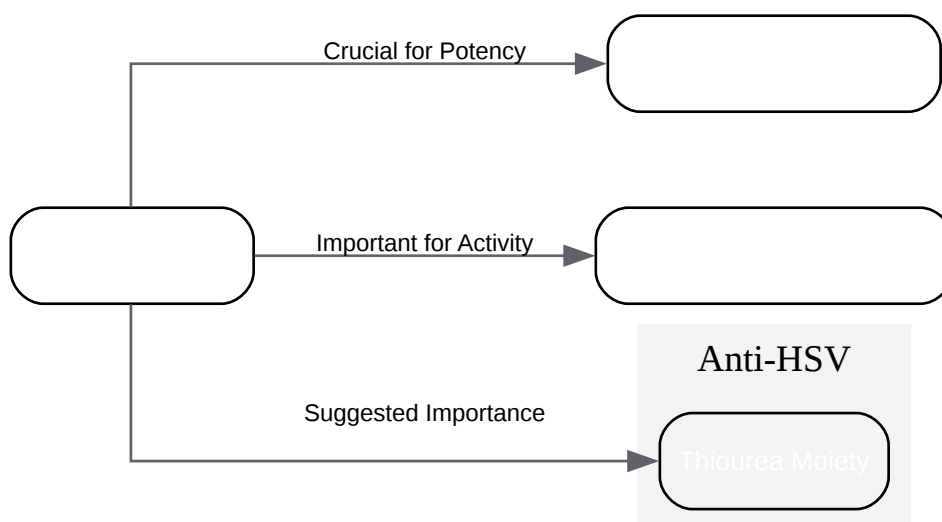 Crucial for Potency
Important for Activity
Anti-HSV
Suggested Importance
Thiourea Moiety